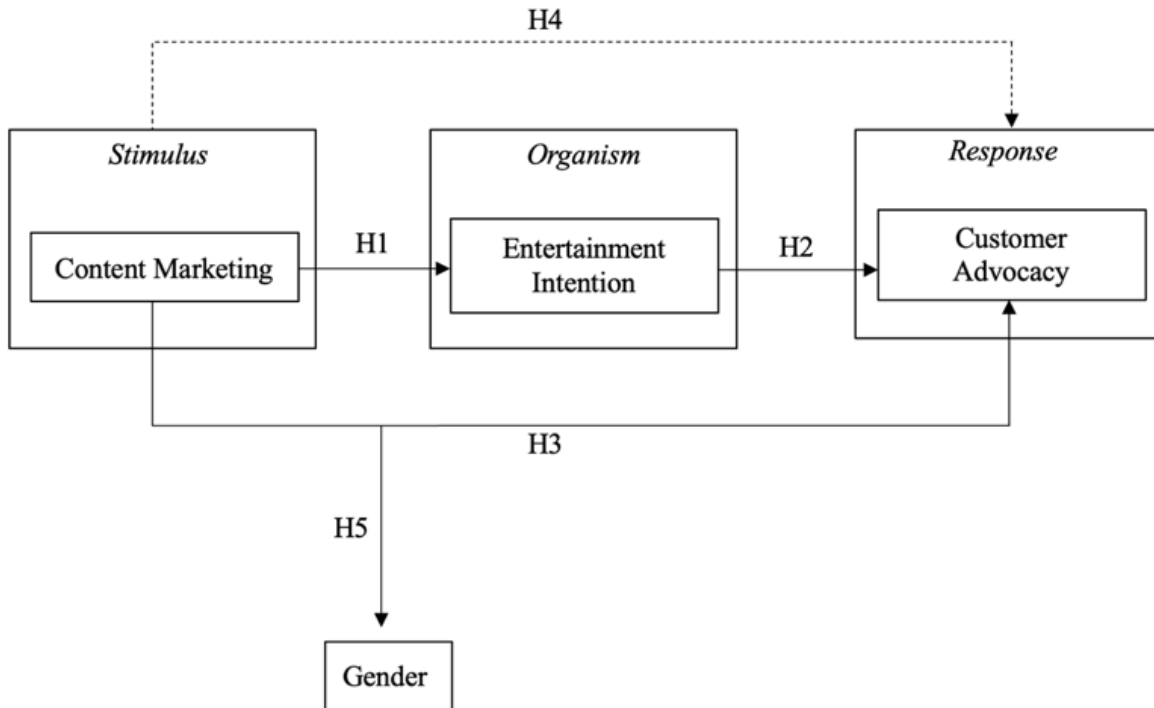 H4
Stimulus
Organism
Response
Content Marketing
H1
Entertainment
Intention
H2
Customer
Advocacy
H3
H5
Gender